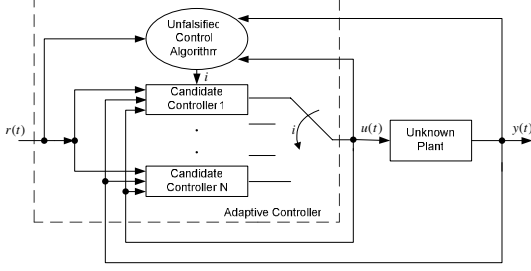 Unfalsified
Control
Algorithm
i
Candidate
Controller 1
r(t)
i
u(t)
Unknown
Plant
y(t)
Candidate
Controller N
Adaptive Controller